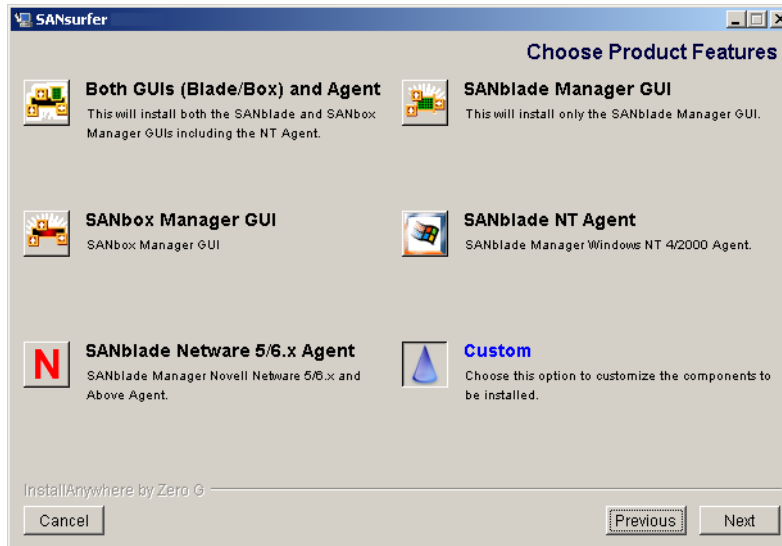 SANsurfer
Choose Product Features
Both GUIs (Blade/Box) and Agent
This will install both the SANblade and SANbox
Manager GUIs including the NT Agent.
SANblade Manager GUI
This will install only the SANblade Manager GUI.
SANbox Manager GUI
SANbox Manager GUI
SANblade NT Agent
SANblade Manager Windows NT 4/2000 Agent.
N
SANblade Netware 5/6.x Agent
SANblade Manager Novell Netware 5/6.x and
Above Agent.
Custom
Choose this option to customize the components to
be installed.
InstallAnywhere by Zero G
Cancel
Previous
Next